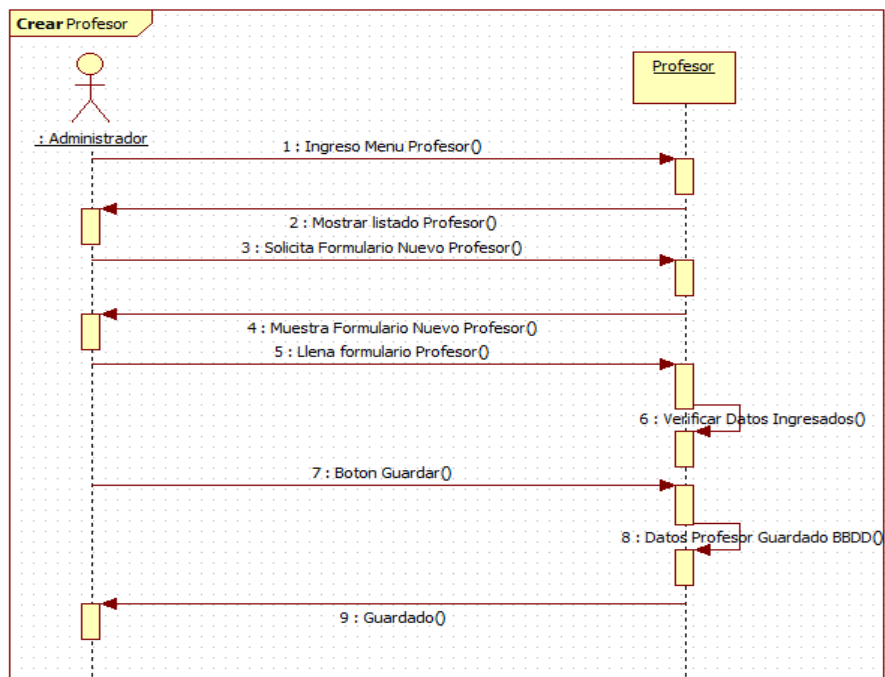 Crear Profesor
Profesor
: Administrador
1 : Ingreso Menu Profesor()
2 : Mostrar listado Profesor()
3 : Solicita Formulario Nuevo Profesor()
4 : Muestra Formulario Nuevo Profesor()
5 : Llena formulario Profesor()
6 : Verificar Datos Ingresados()
7 : Boton Guardar()
8 : Datos Profesor Guardado BBDD()
9 : Guardado()